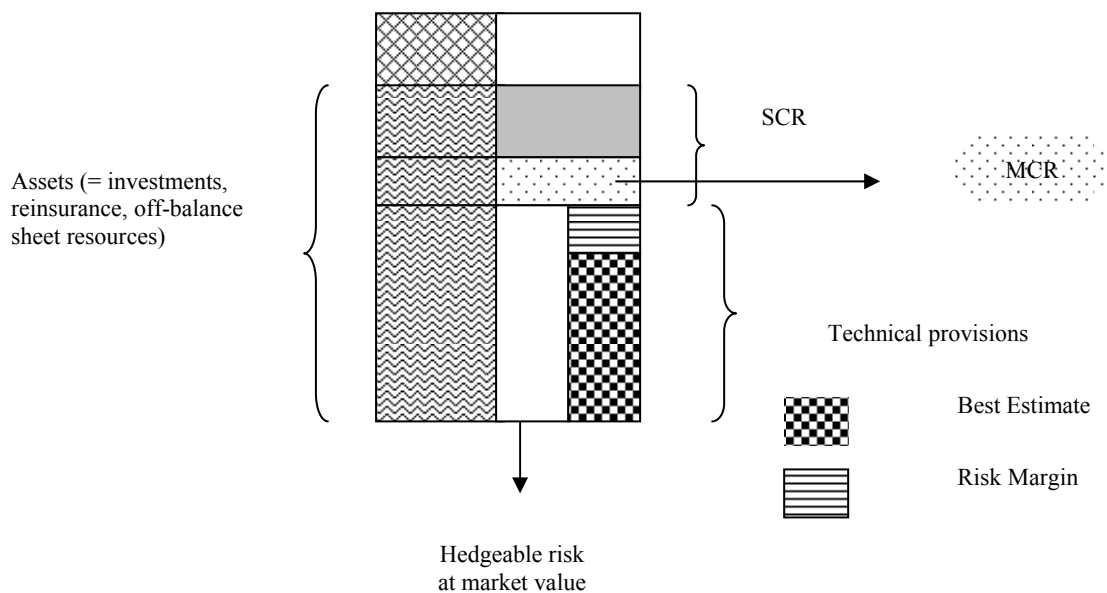 SCR
MCR
Assets (= investments,
reinsurance, off-balance
sheet resources)
Technical provisions
Best Estimate
Risk Margin
Hedgeable risk
at market value